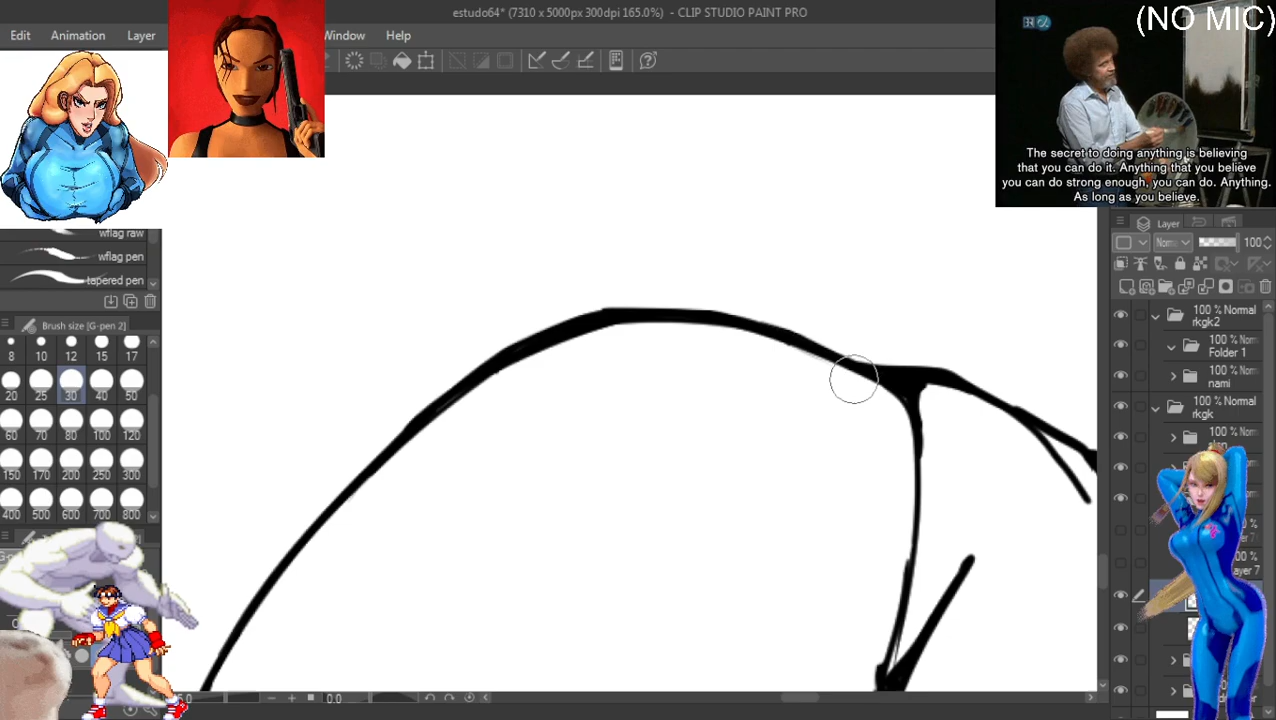 estudo64* (7310 x 5000px 300dpi 165.0%) - CLIP STUDIO PAINT PRO
(NO MIC)
Edit Animation Layer Window Help
The secret to doing anything is believing
that you can do it. Anything that you believe
you can do strong enough, you can do. Anything.
As long as you believe.
wflag raw
wflag pen
tapered pen
Brush size [G-pen 2]
8 10 12 15 17
20 25 30 40 50
60 70 80 100 120
150 170 200 250 300
400 500 600 700 800
Layer
100
100 % Normal
rkgk2
100 %
Folder 1
100 %
nami
100 % Normal
rkgk
100 %
0.0